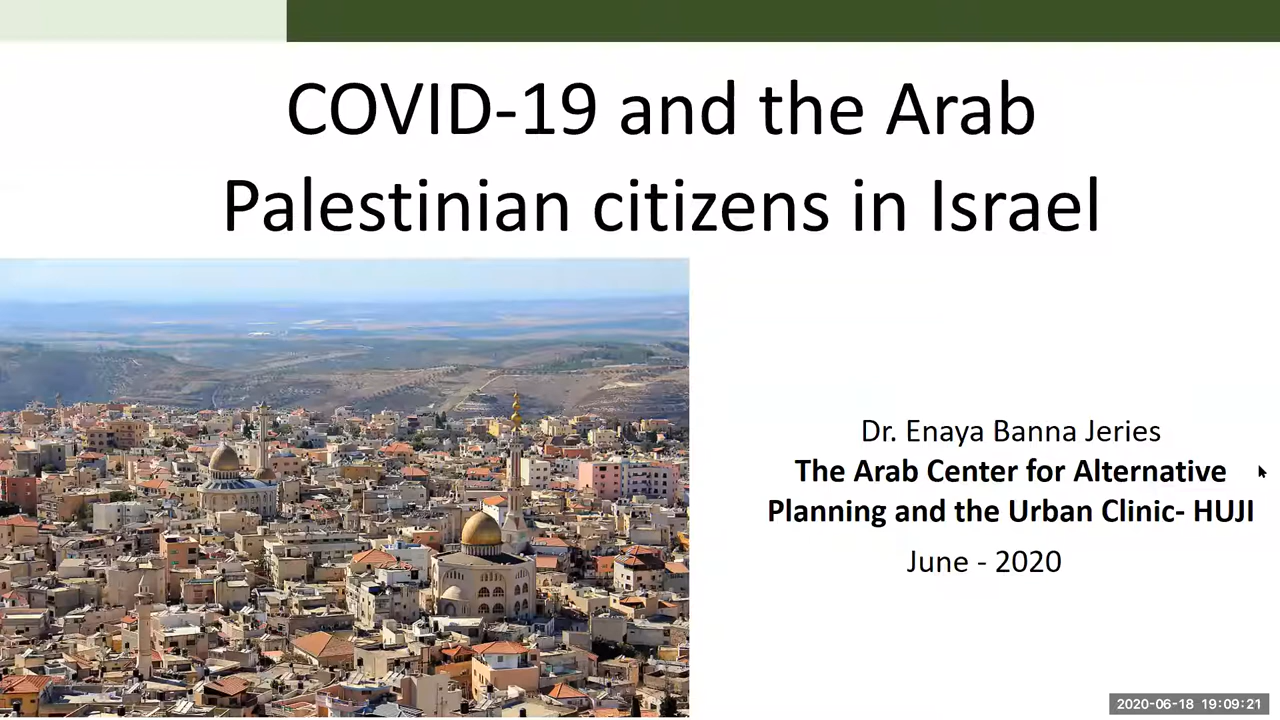 COVID-19 and the Arab
Palestinian citizens in Israel
Dr. Enaya Banna Jeries
The Arab Center for Alternative
Planning and the Urban Clinic- HUJI
June - 2020
2020-06-18 19:09:21